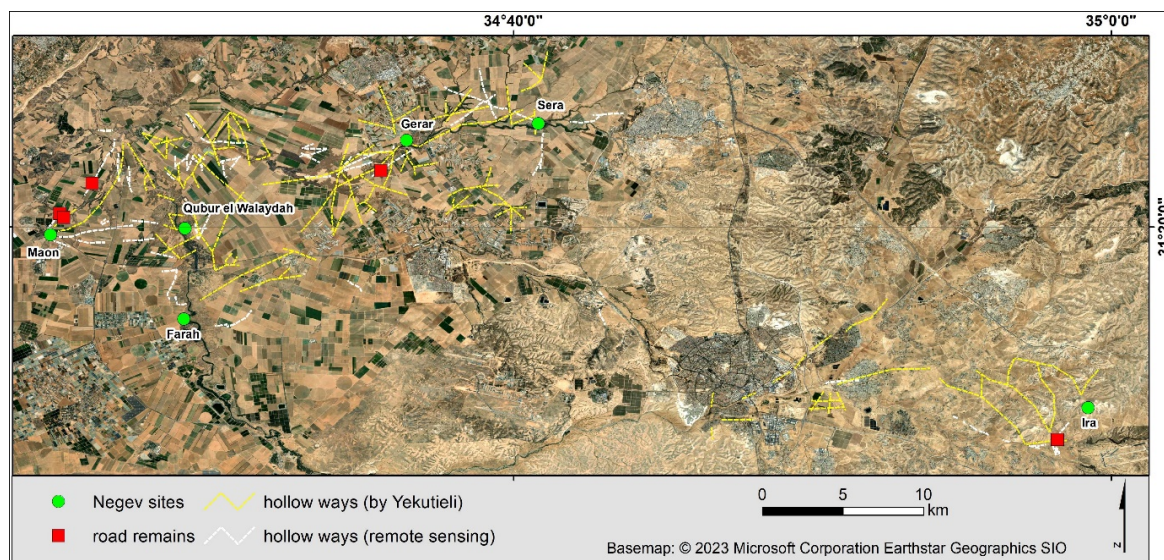 34°40'0"
35°0'0"
Sera
Gerar
Qubur el Walaydah
31°20'0"
Maon
Farah
Ira
Negev sites
hollow ways (by Yekutieli)
0 5 10
km
road remains
hollow ways (remote sensing)
Basemap: © 2023 Microsoft Corporation Earthstar Geographics SIO
N